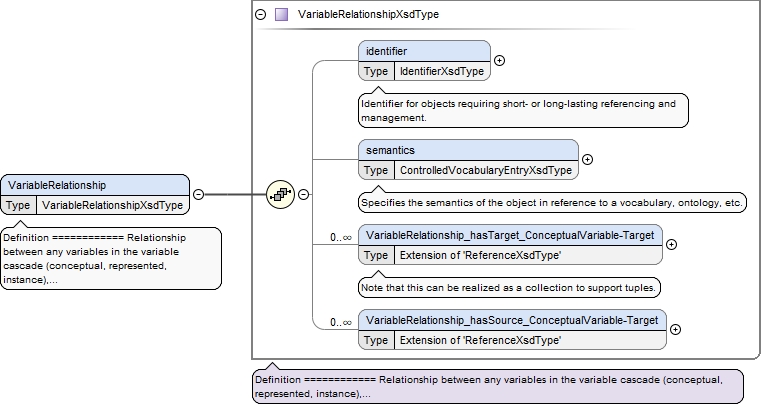 VariableRelationshipXsdType
identifier
Type IdentifierXsdType
Identifier for objects requiring short- or long-lasting referencing and
management.
semantics
Type ControlledVocabularyEntryXsdType
Specifies the semantics of the object in reference to a vocabulary, ontology, etc.
VariableRelationship
Type VariableRelationshipXsdType
Definition ============ Relationship
between any variables in the variable
cascade (conceptual, represented,
instance),...
0..∞ VariableRelationship_hasTarget_ConceptualVariable-Target
Type Extension of 'ReferenceXsdType'
Note that this can be realized as a collection to support tuples.
0..∞ VariableRelationship_hasSource_ConceptualVariable-Target
Type Extension of 'ReferenceXsdType'
Definition ============ Relationship between any variables in the variable cascade (conceptual,
represented, instance),...